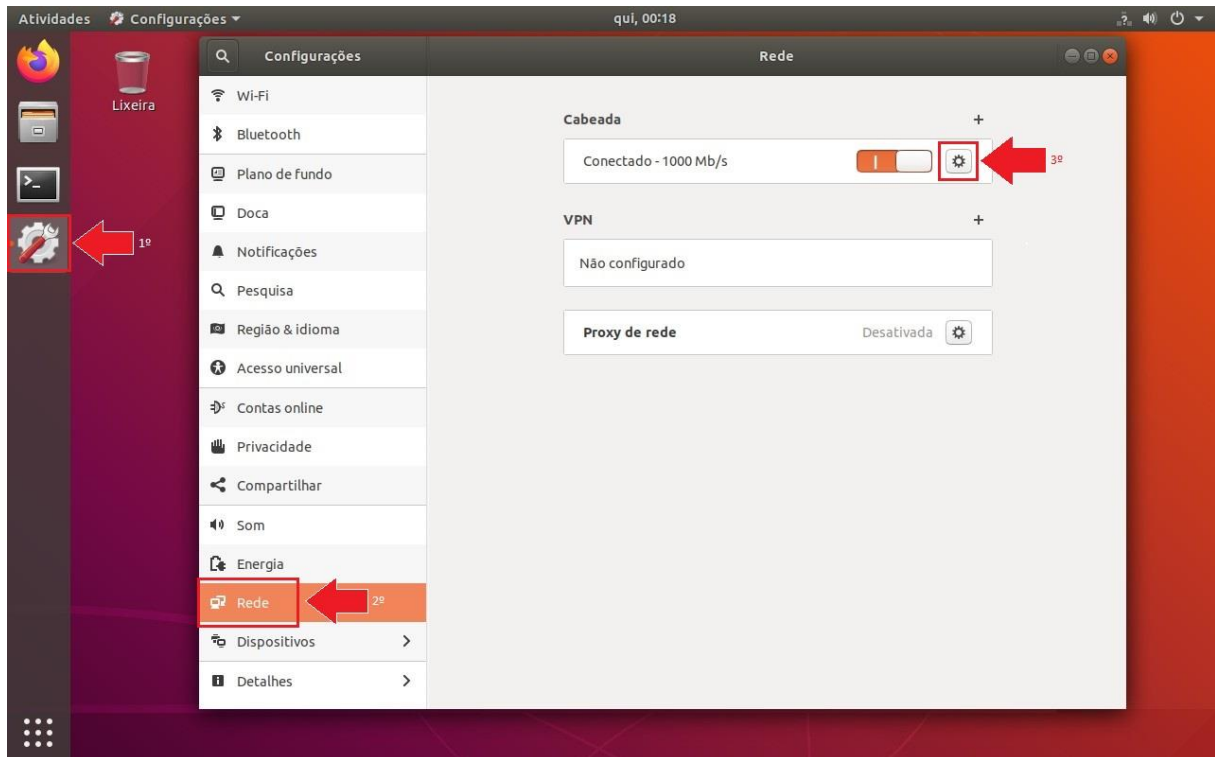 Atividades Configurações qui, 00:18
Lixeira
Configurações
Rede
Wi-Fi
Bluetooth
Plano de fundo
Doca
Notificações
Pesquisa
Região & idioma
Acesso universal
Contas online
Privacidade
Compartilhar
Som
Energia
Rede
Dispositivos
Detalhes
Cabeada
Conectado - 1000 Mb/s
VPN
Não configurado
Proxy de rede Desativada
1º
2º
3º